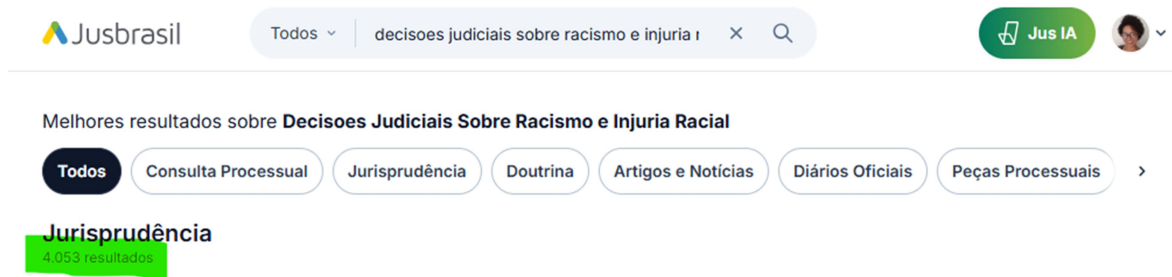 Jusbrasil
Todos
decisoes judiciais sobre racismo e injuria r
Jus IA
Melhores resultados sobre Decisoes Judiciais Sobre Racismo e Injuria Racial
Todos
Consulta Processual
Jurisprudência
Doutrina
Artigos e Notícias
Diários Oficiais
Peças Processuais
Jurisprudência
4.053 resultados